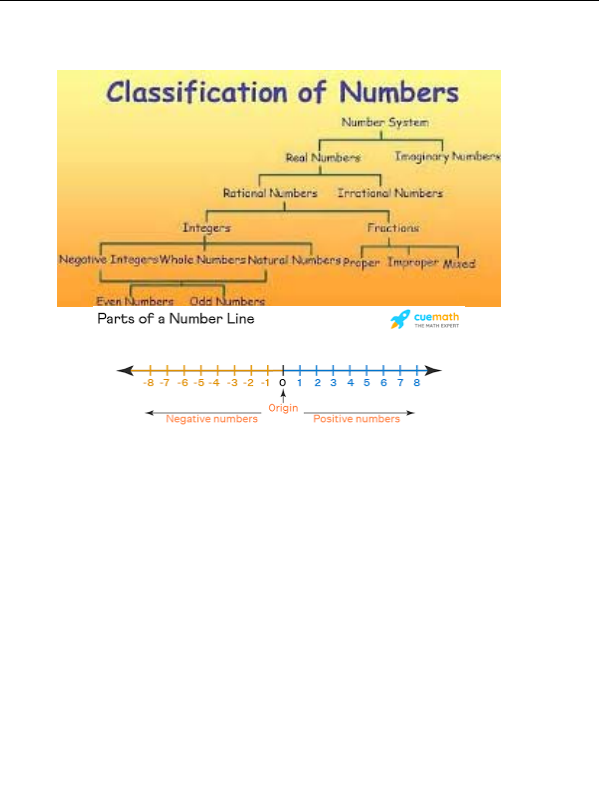 Classification of Numbers
Number System
Real Numbers Imaginary Numbers
Rational Numbers Irrational Numbers
Integers Fractions
Negative Integers Whole Numbers Natural Numbers Proper Improper Mixed
Even Numbers Odd Numbers
Parts of a Number Line
cuemath
THE MATH EXPERT
-8 -7 -6 -5 -4 -3 -2 -1 0 1 2 3 4 5 6 7 8
Origin
Negative numbers Positive numbers